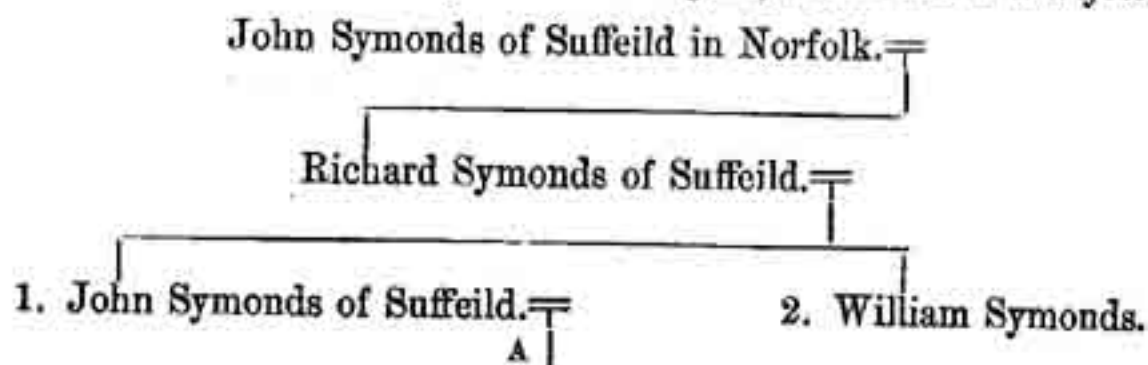 John Symonds of Suffeild in Norfolk.
Richard Symonds of Suffeild.
1. John Symonds of Suffeild. 2. William Symonds.
A